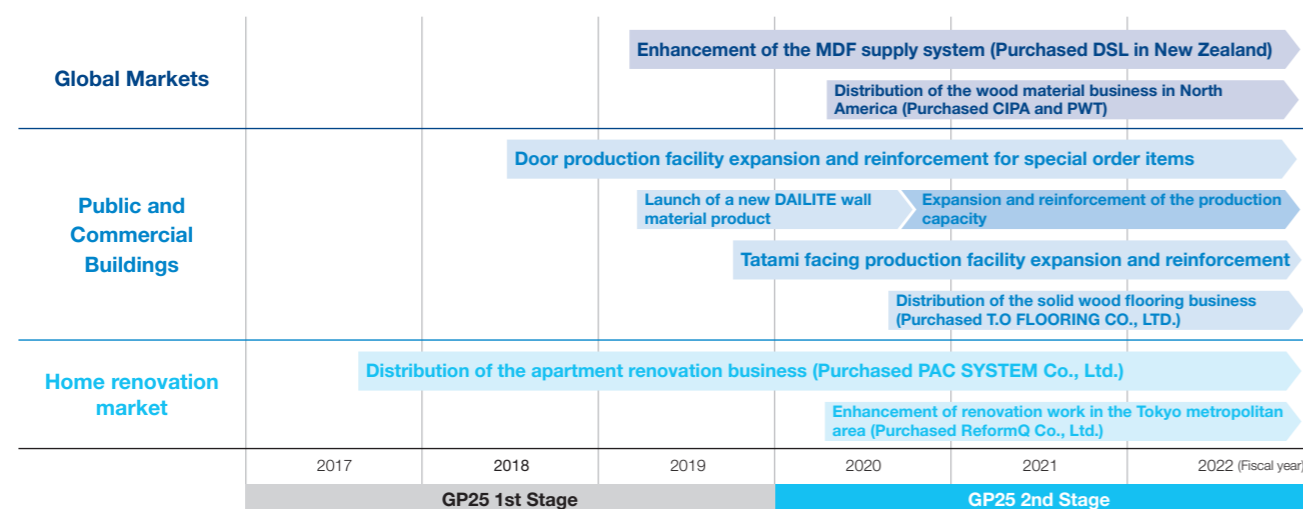 Global Markets
Enhancement of the MDF supply system (Purchased DSL in New Zealand)
Distribution of the wood material business in North
America (Purchased CIPA and PWT)
Public and
Commercial
Buildings
Door production facility expansion and reinforcement for special order items
Launch of a new DAILITE wall
material product
Expansion and reinforcement of the production
capacity
Tatami facing production facility expansion and reinforcement
Distribution of the solid wood flooring business
(Purchased T.O FLOORING CO., LTD.)
Home renovation
market
Distribution of the apartment renovation business (Purchased PAC SYSTEM Co., Ltd.)
Enhancement of renovation work in the Tokyo metropolitan
area (Purchased ReformQ Co., Ltd.)
2017 2018 2019 2020 2021 2022 (Fiscal year)
GP25 1st Stage GP25 2nd Stage